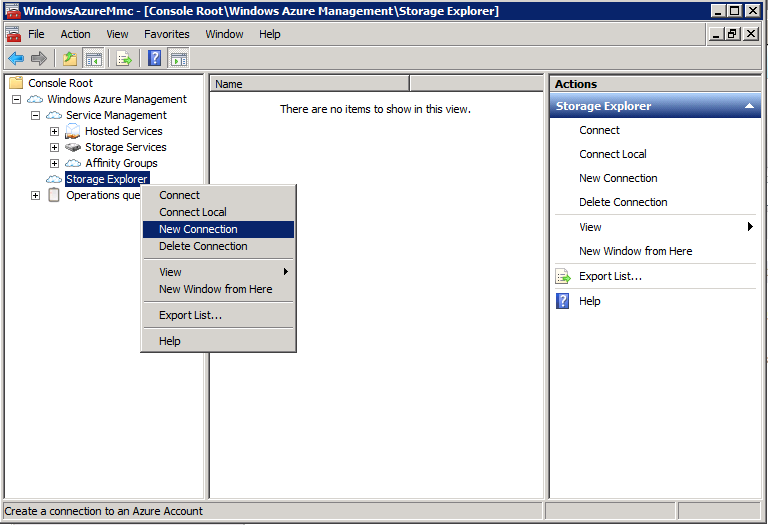 WindowsAzureMmc - [Console Root\Windows Azure Management\Storage Explorer]
File Action View Favorites Window Help
Console Root
Windows Azure Management
Service Management
Hosted Services
Storage Services
Affinity Groups
Storage Explorer
Operations que
Connect
Connect Local
New Connection
Delete Connection
View
New Window from Here
Export List...
Help
Name
There are no items to show in this view.
Actions
Storage Explorer
Connect
Connect Local
New Connection
Delete Connection
View
New Window from Here
Export List...
Help
Create a connection to an Azure Account